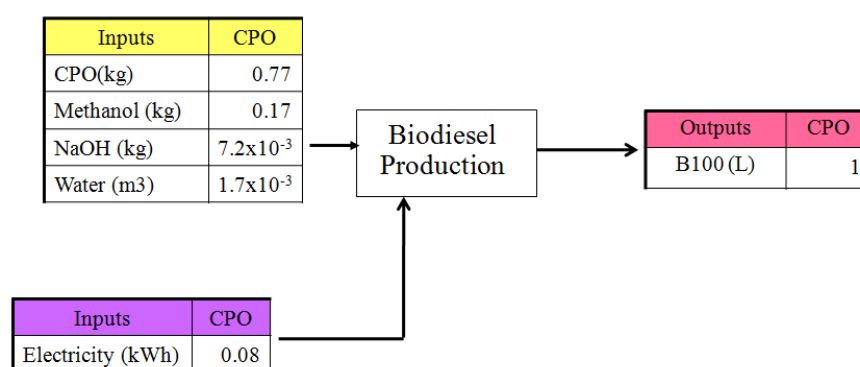 Inputs CPO
CPO(kg) 0.77
Methanol (kg) 0.17
NaOH (kg) 7.2x10⁻³
Water (m3) 1.7x10⁻³
Biodiesel
Production
Outputs CPO
B100 (L) 1
Inputs CPO
Electricity (kWh) 0.08